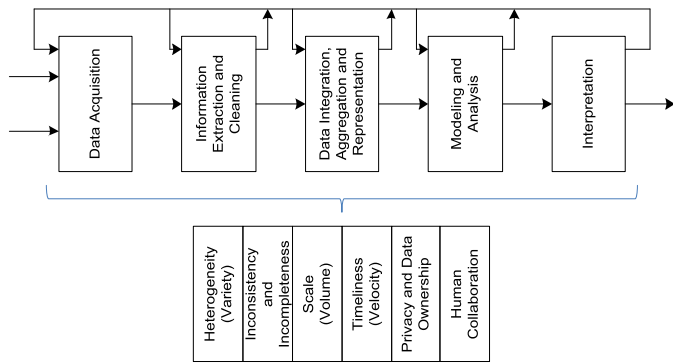 Data Acquisition
Information
Extraction and
Cleaning
Data Integration,
Aggregation and
Representation
Modeling and
Analysis
Interpretation
Heterogeneity
(Variety)
Inconsistency
and
Incompleteness
Scale
(Volume)
Timeliness
(Velocity)
Privacy and Data
Ownership
Human
Collaboration